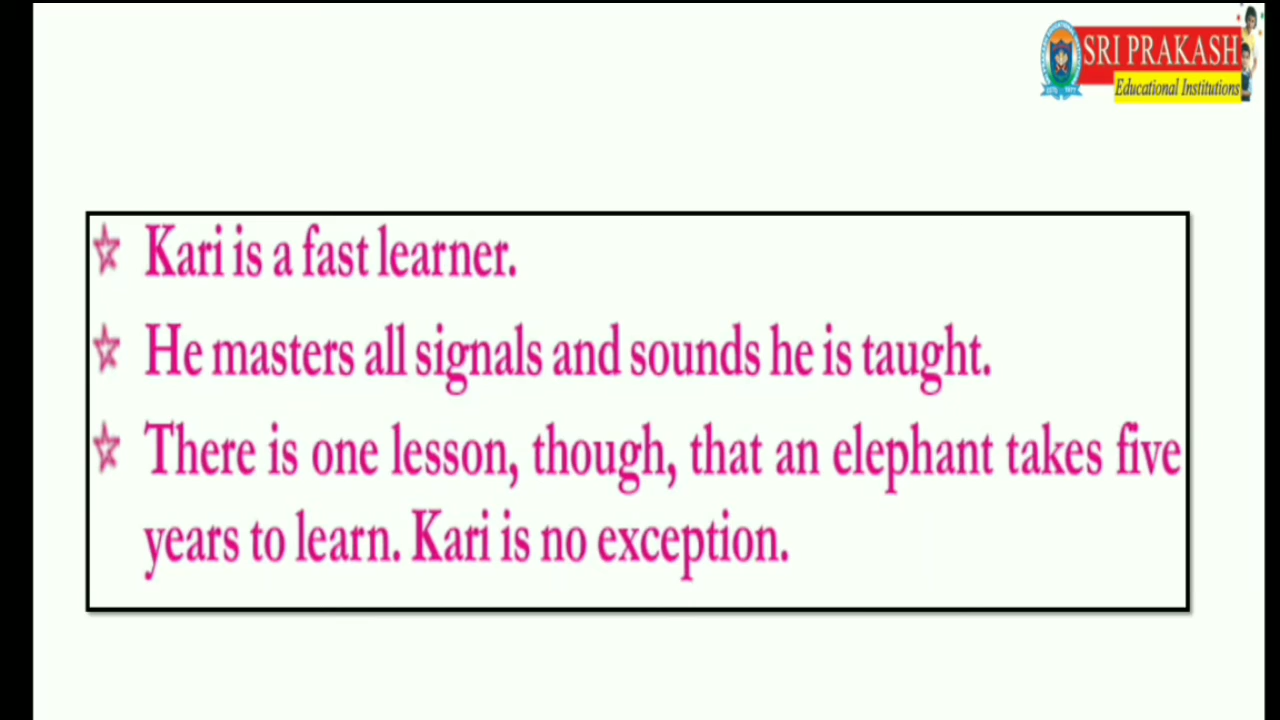 SRI PRAKASH
Educational Institutions
Kari is a fast learner.
He masters all signals and sounds he is taught.
There is one lesson, though, that an elephant takes five
years to learn. Kari is no exception.